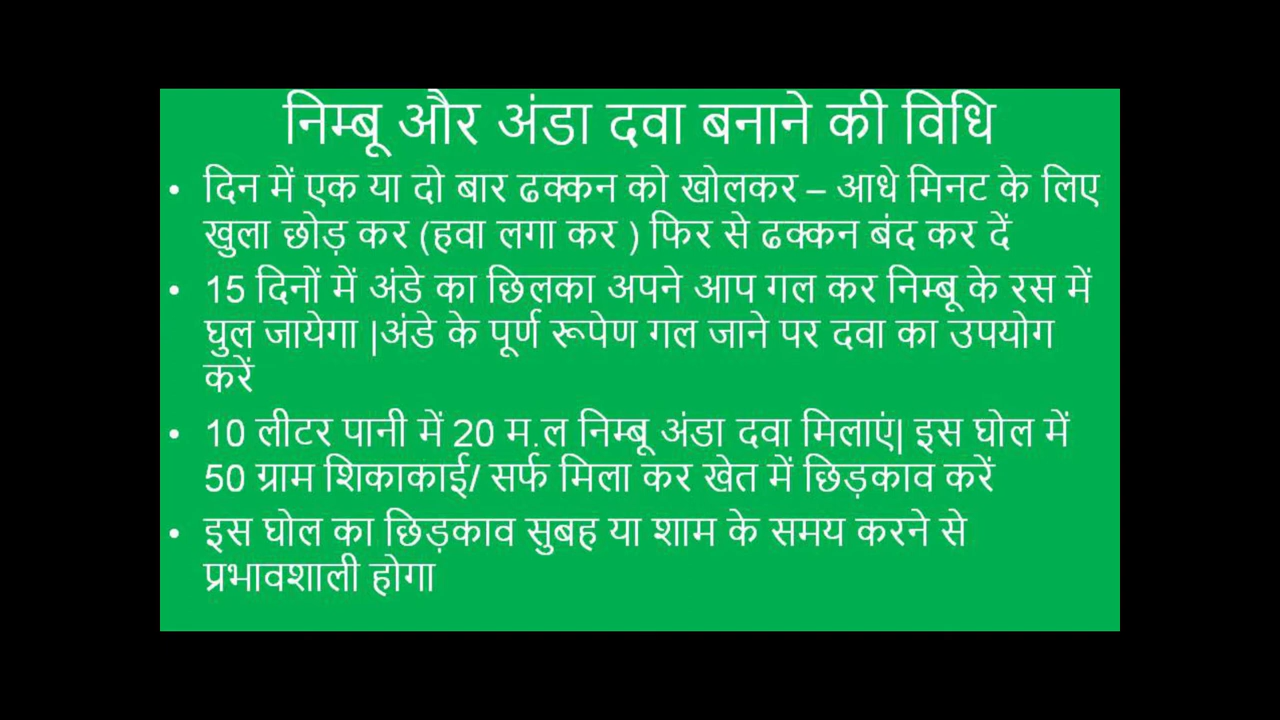 निम्बू और अंडा दवा बनाने की विधि
• दिन में एक या दो बार ढक्कन को खोलकर – आधे मिनट के लिए
खुला छोड़ कर (हवा लगा कर ) फिर से ढक्कन बंद कर दें
• 15 दिनों में अंडे का छिलका अपने आप गल कर निम्बू के रस में
घुल जायेगा |अंडे के पूर्ण रूपेण गल जाने पर दवा का उपयोग
करें
• 10 लीटर पानी में 20 म.ल निम्बू अंडा दवा मिलाएं| इस घोल में
50 ग्राम शिकाकाई/ सर्फ मिला कर खेत में छिड़काव करें
• इस घोल का छिड़काव सुबह या शाम के समय करने से
प्रभावशाली होगा